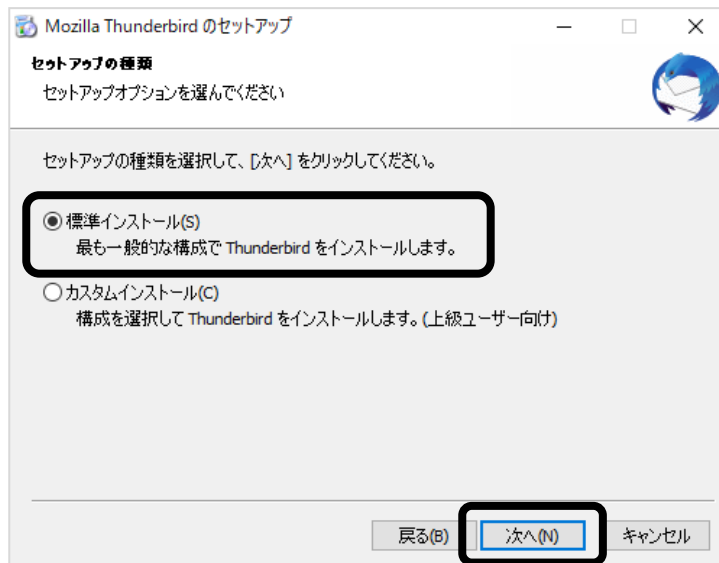 Mozilla Thunderbird のセットアップ
セットアップの種類
セットアップオプションを選んでください
セットアップの種類を選択して、[次へ] をクリックしてください。
標準インストール(S)
最も一般的な構成で Thunderbird をインストールします。
カスタムインストール(C)
構成を選択して Thunderbird をインストールします。(上級ユーザー向け)
戻る(B) 次へ(N) キャンセル